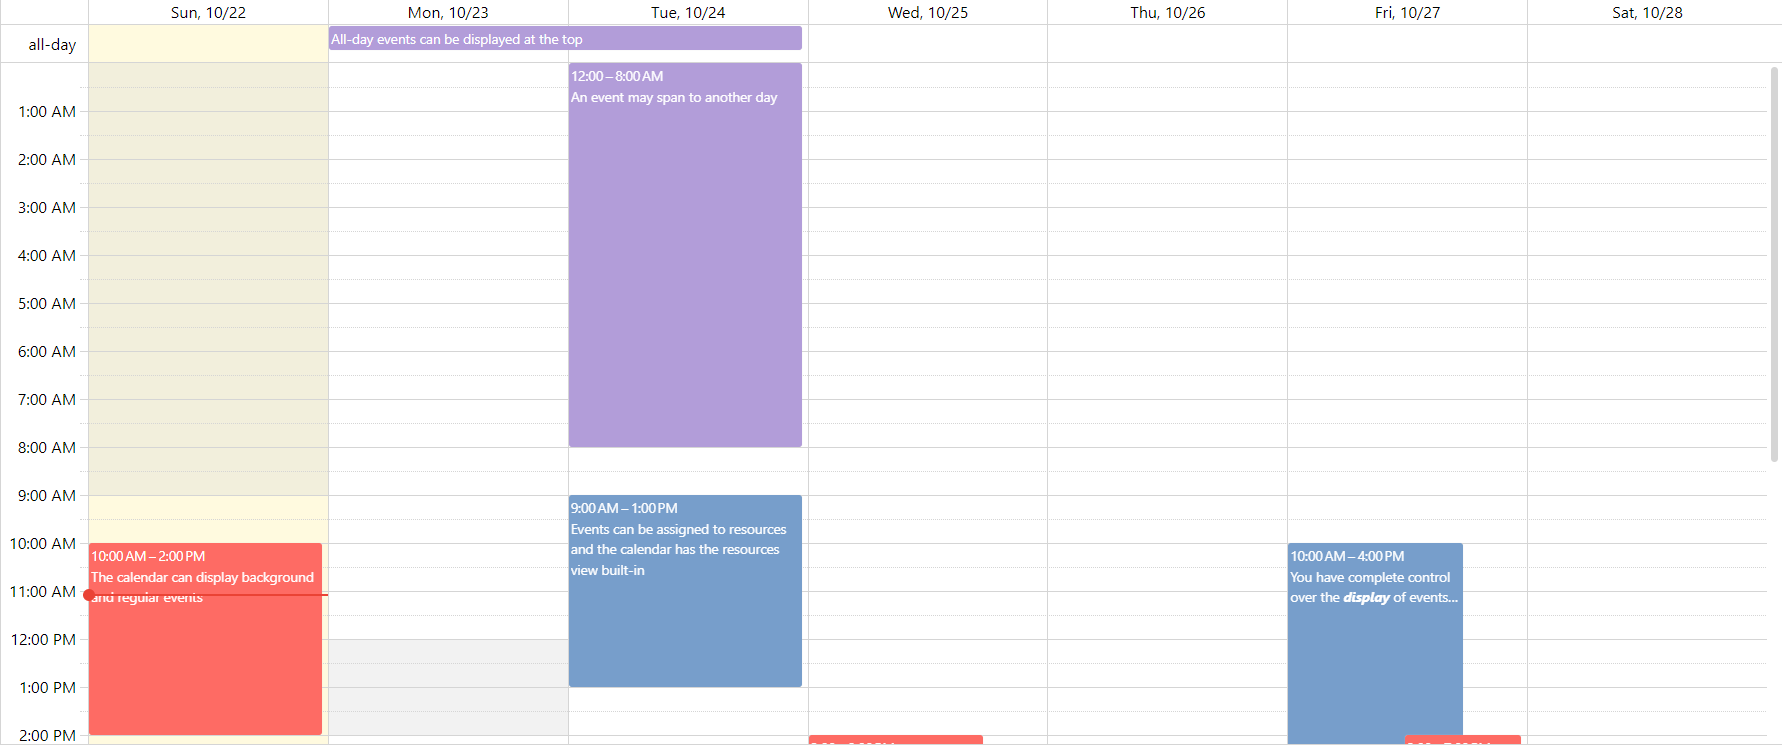 Sun, 10/22 Mon, 10/23 Tue, 10/24 Wed, 10/25 Thu, 10/26 Fri, 10/27 Sat, 10/28
all-day
All-day events can be displayed at the top
1:00 AM
2:00 AM
3:00 AM
4:00 AM
5:00 AM
6:00 AM
7:00 AM
8:00 AM
9:00 AM
10:00 AM
11:00 AM
12:00 PM
1:00 PM
2:00 PM
10:00 AM – 2:00 PM
The calendar can display background
and regular events
12:00 – 8:00 AM
An event may span to another day
9:00 AM – 1:00 PM
Events can be assigned to resources
and the calendar has the resources
view built-in
10:00 AM – 4:00 PM
You have complete control
over the display of events...